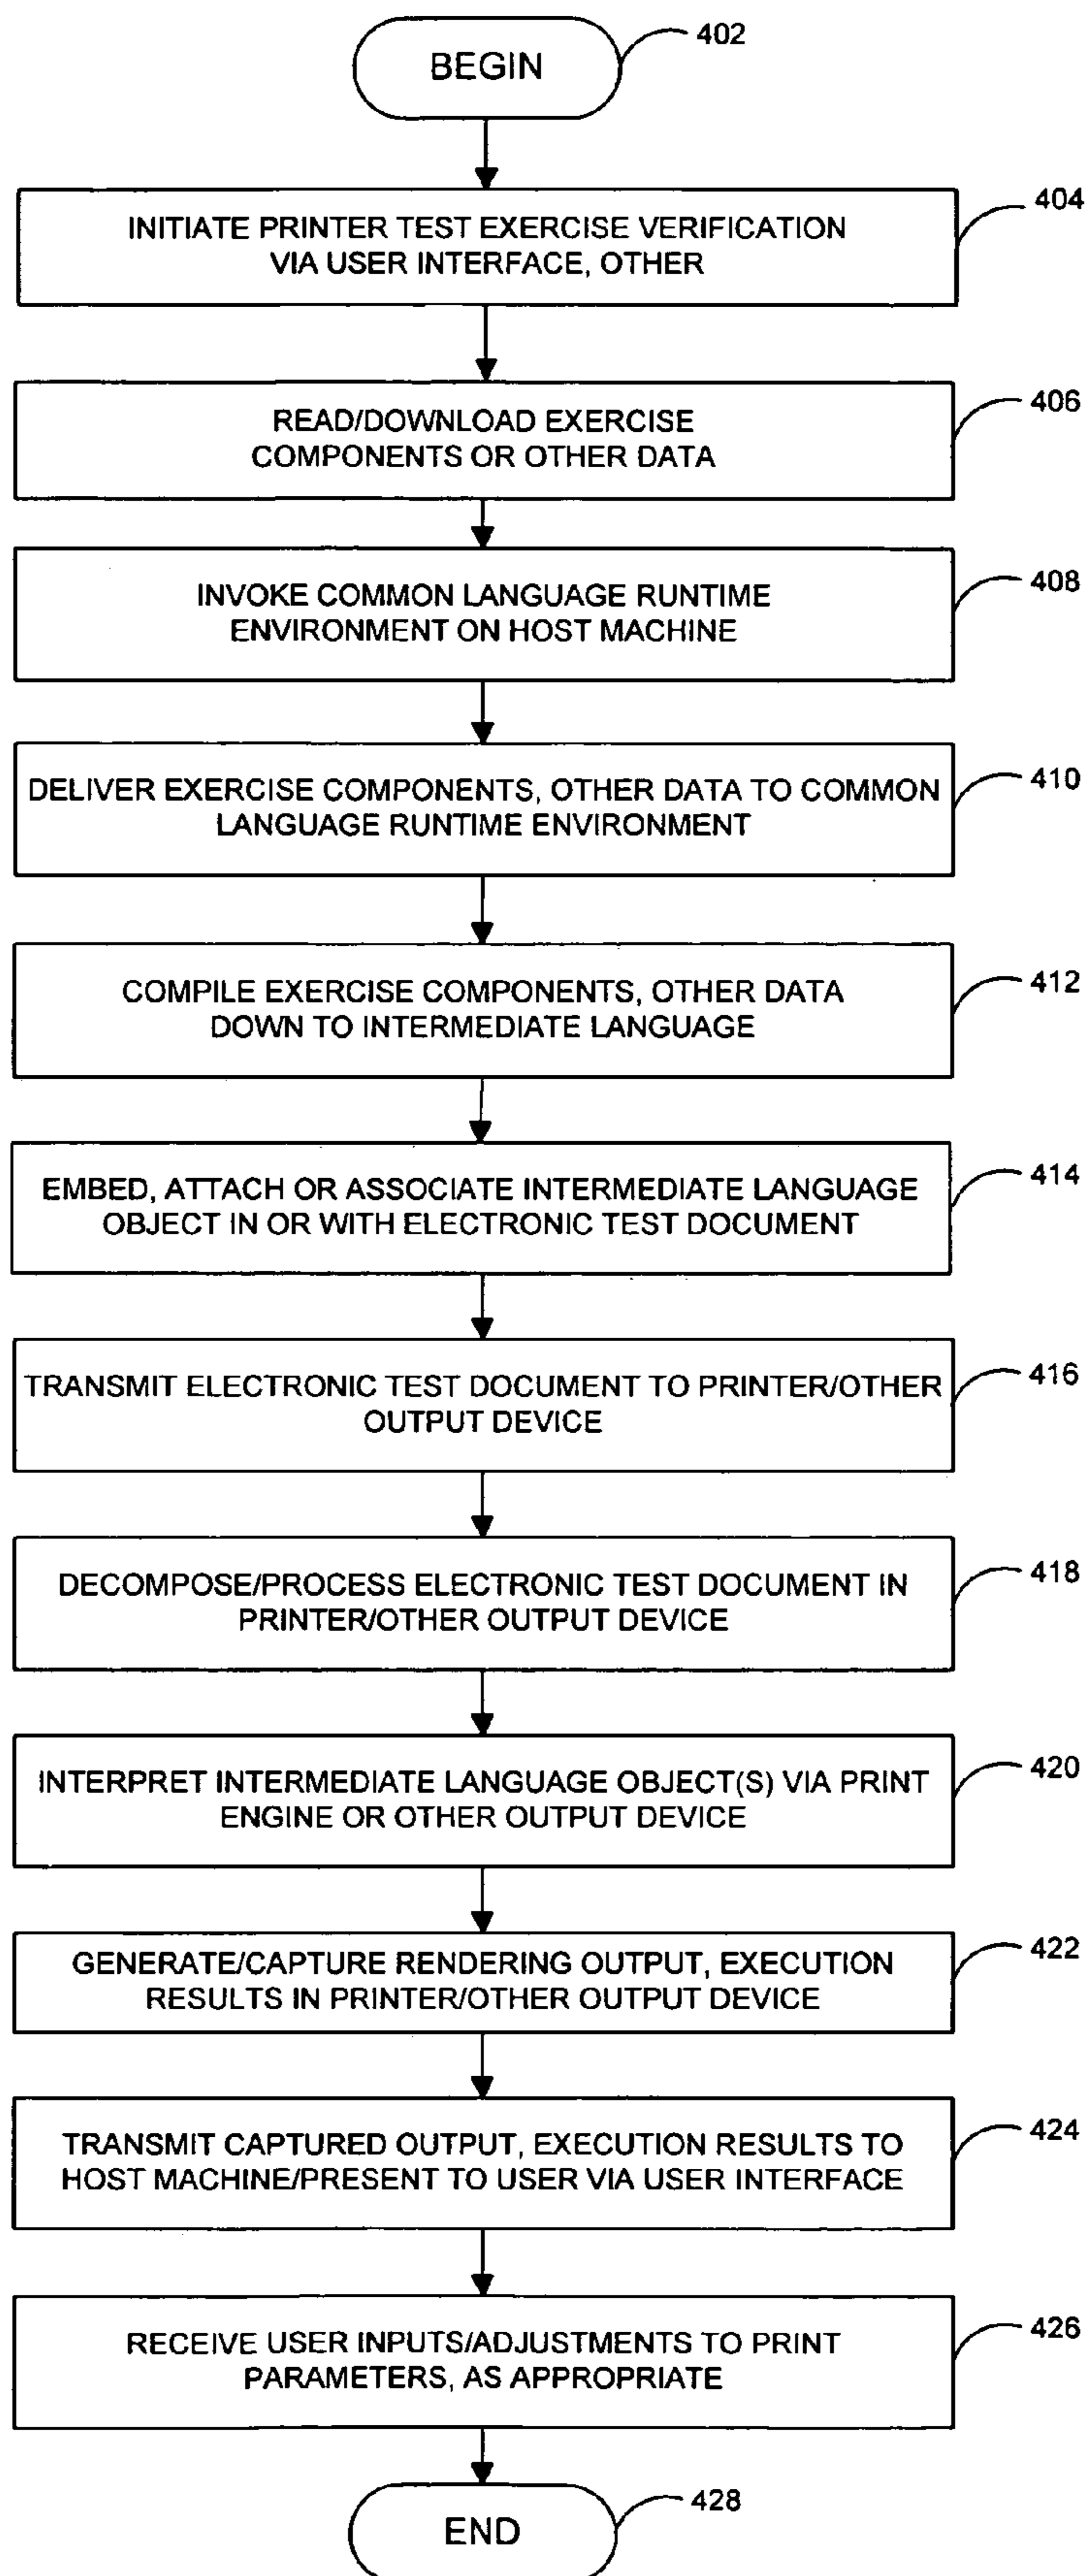 BEGIN
402
INITIATE PRINTER TEST EXERCISE VERIFICATION
VIA USER INTERFACE, OTHER
404
READ/DOWNLOAD EXERCISE
COMPONENTS OR OTHER DATA
406
INVOKE COMMON LANGUAGE RUNTIME
ENVIRONMENT ON HOST MACHINE
408
DELIVER EXERCISE COMPONENTS, OTHER DATA TO COMMON
LANGUAGE RUNTIME ENVIRONMENT
410
COMPILE EXERCISE COMPONENTS, OTHER DATA
DOWN TO INTERMEDIATE LANGUAGE
412
EMBED, ATTACH OR ASSOCIATE INTERMEDIATE LANGUAGE
OBJECT IN OR WITH ELECTRONIC TEST DOCUMENT
414
TRANSMIT ELECTRONIC TEST DOCUMENT TO PRINTER/OTHER
OUTPUT DEVICE
416
DECOMPOSE/PROCESS ELECTRONIC TEST DOCUMENT IN
PRINTER/OTHER OUTPUT DEVICE
418
INTERPRET INTERMEDIATE LANGUAGE OBJECT(S) VIA PRINT
ENGINE OR OTHER OUTPUT DEVICE
420
GENERATE/CAPTURE RENDERING OUTPUT, EXECUTION
RESULTS IN PRINTER/OTHER OUTPUT DEVICE
422
TRANSMIT CAPTURED OUTPUT, EXECUTION RESULTS TO
HOST MACHINE/PRESENT TO USER VIA USER INTERFACE
424
RECEIVE USER INPUTS/ADJUSTMENTS TO PRINT
PARAMETERS, AS APPROPRIATE
426
END
428